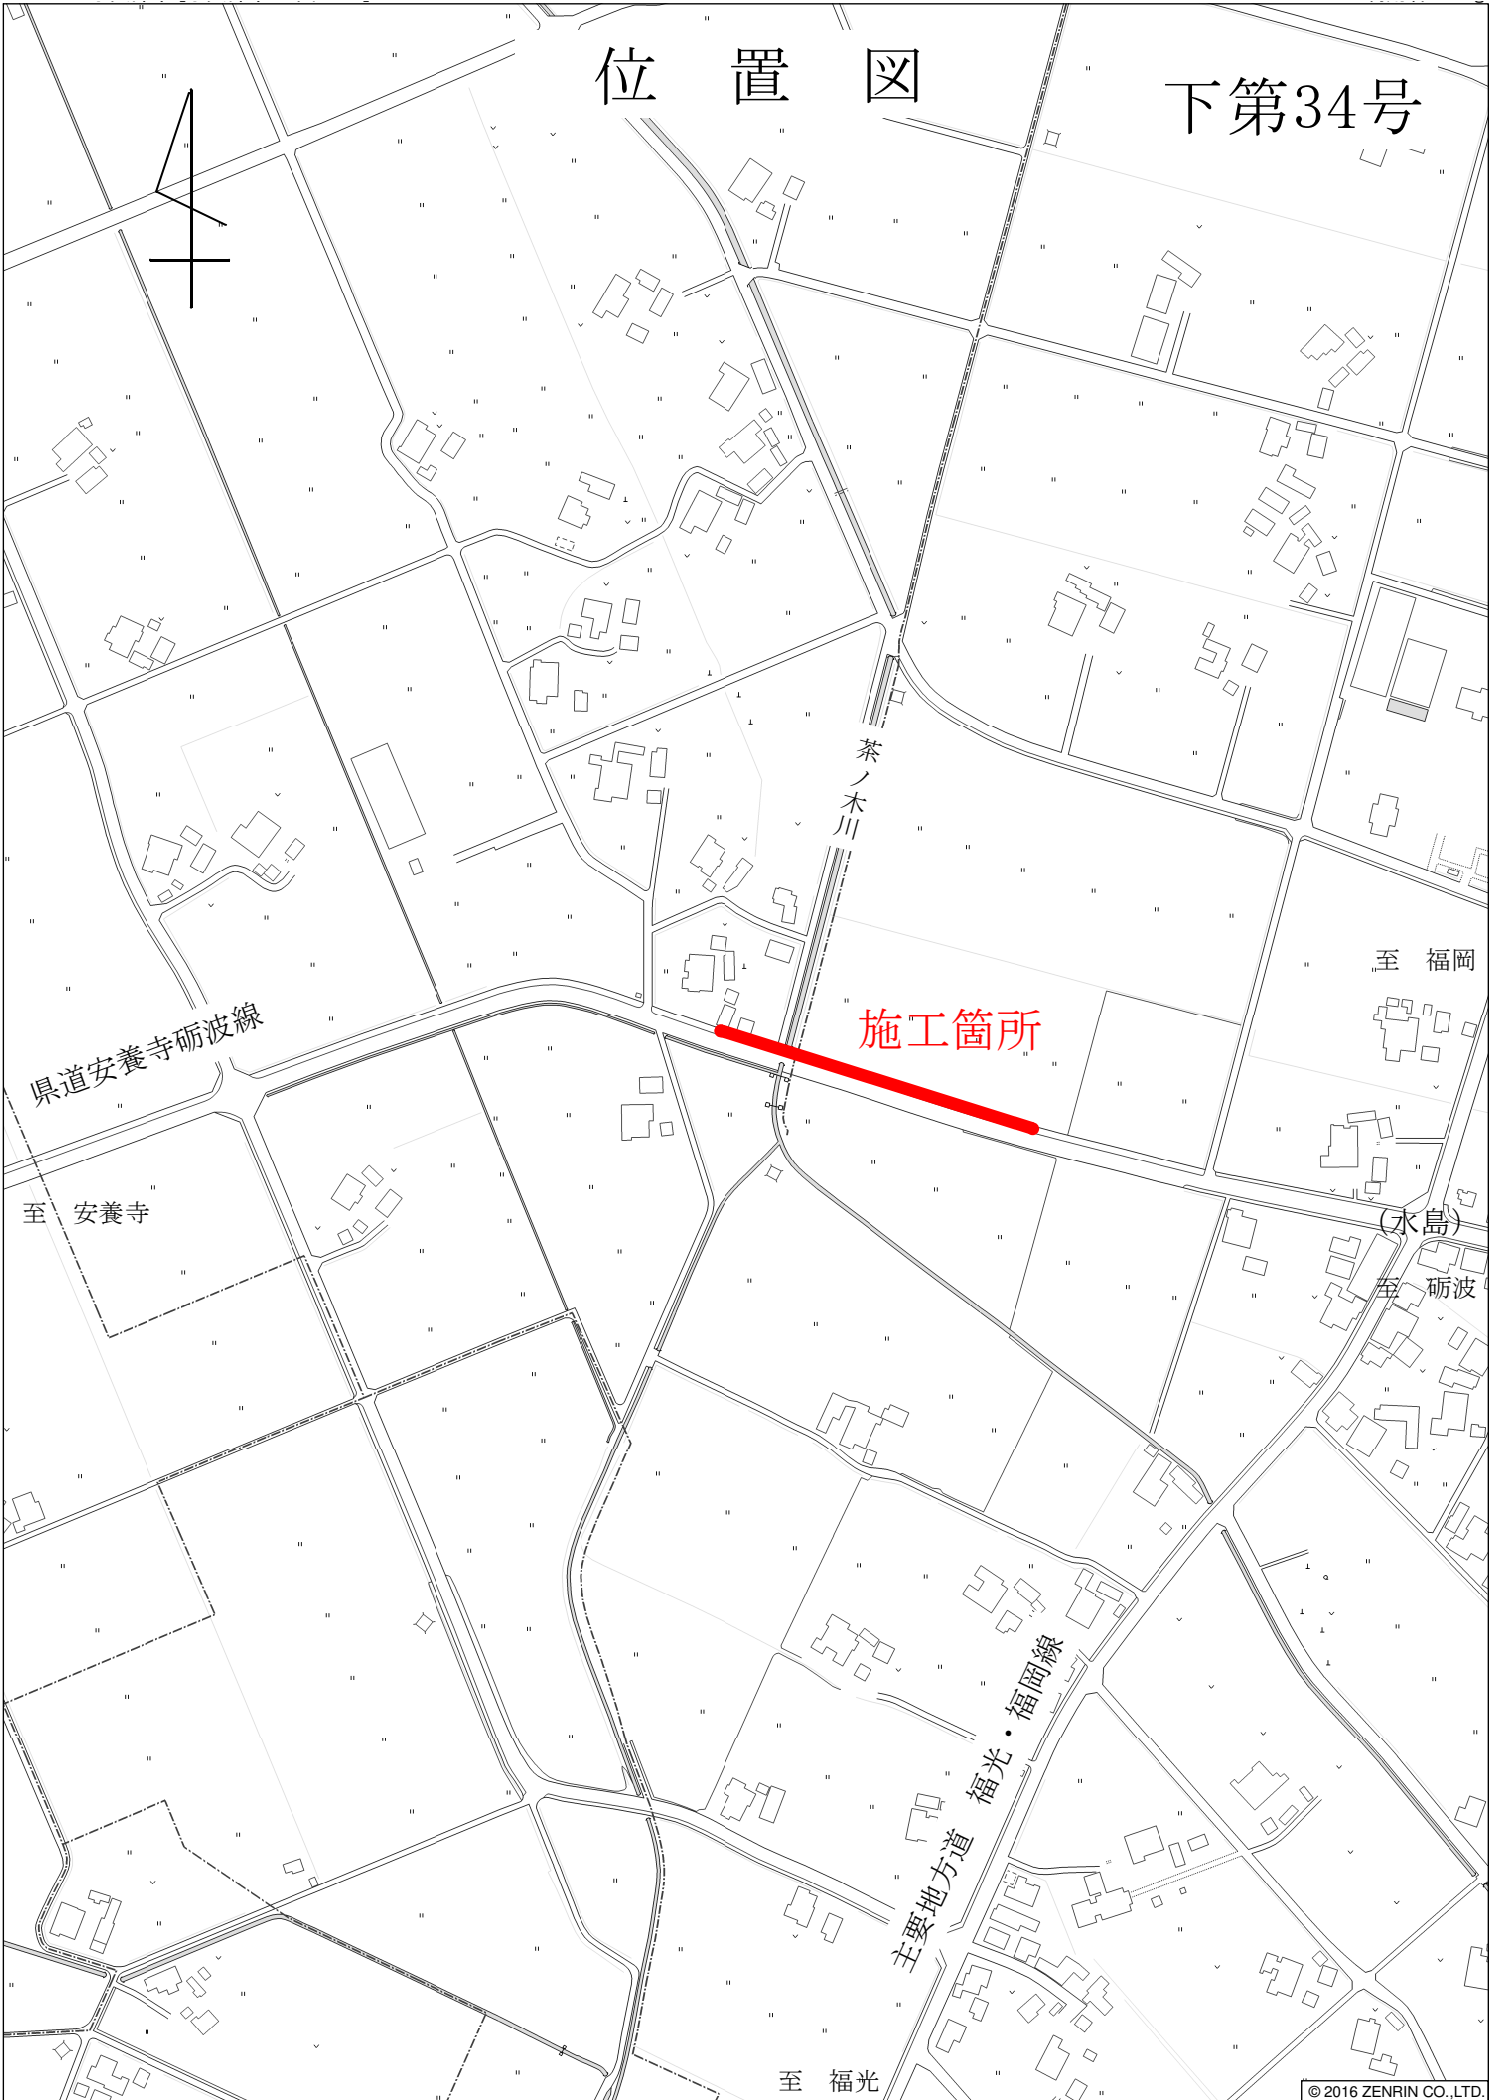 位置図
下第34号
茶ノ木川
至 福岡
施工箇所
県道安養寺砺波線
至 安養寺
(水島)
至 砺波
主要地方道 福光・福岡線
至 福光
© 2016 ZENRIN CO.,LTD.